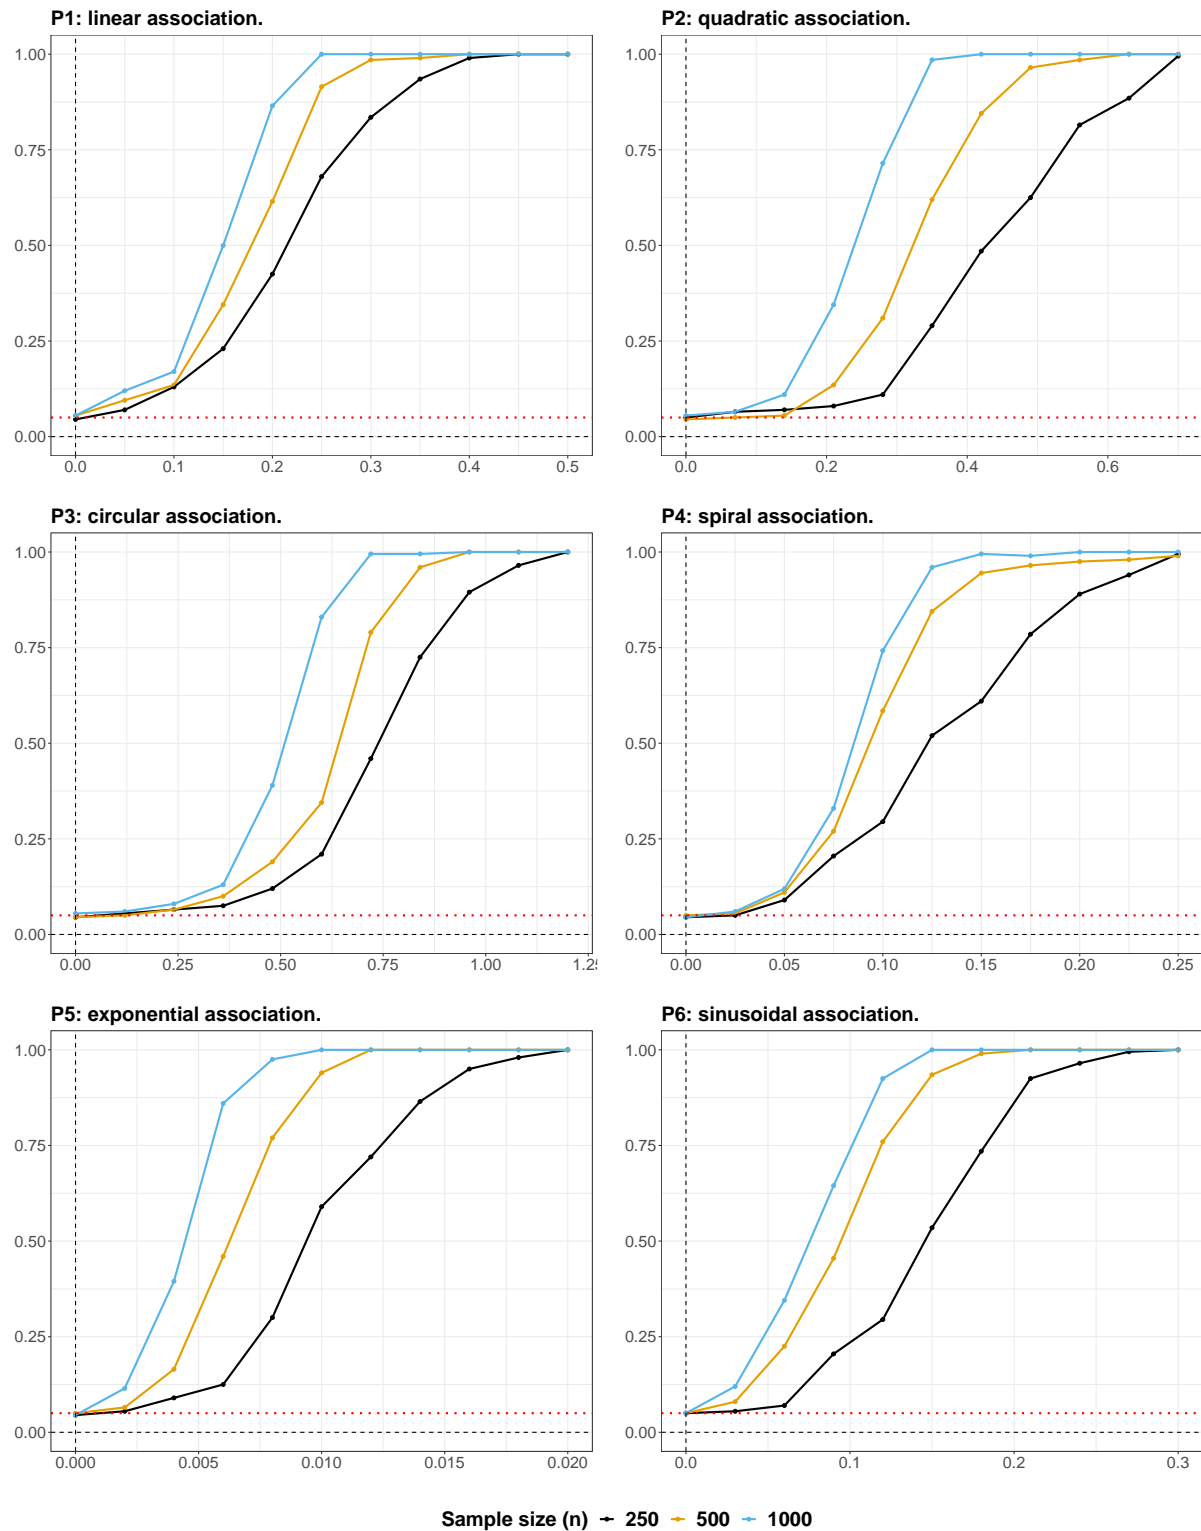 P1: linear association.
1.00
0.75
0.50
0.25
0.00
0.0 0.1 0.2 0.3 0.4 0.5
P2: quadratic association.
1.00
0.75
0.50
0.25
0.00
0.0 0.2 0.4 0.6
P3: circular association.
1.00
0.75
0.50
0.25
0.00
0.00 0.25 0.50 0.75 1.00 1.2
P4: spiral association.
1.00
0.75
0.50
0.25
0.00
0.00 0.05 0.10 0.15 0.20 0.25
P5: exponential association.
1.00
0.75
0.50
0.25
0.00
0.000 0.005 0.010 0.015 0.020
P6: sinusoidal association.
1.00
0.75
0.50
0.25
0.00
0.0 0.1 0.2 0.3
Sample size (n) 250 500 1000